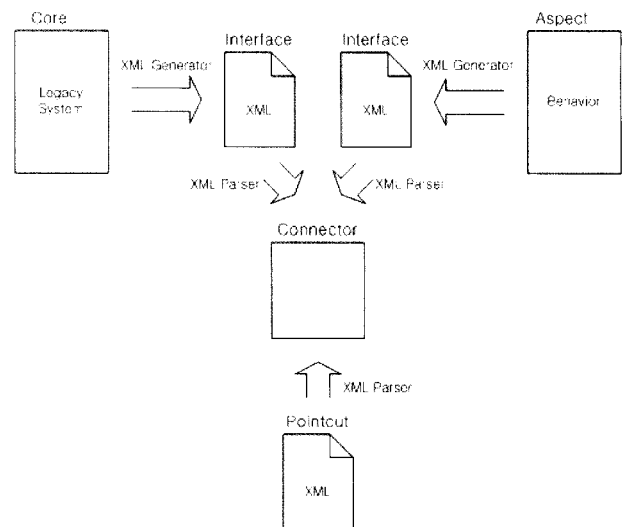 Core
Aspect
Interface
Interface
XML Generator
XML Generator
Legacy
System
XML
XML
Behavior
XML Parser
XML Parser
Connector
XML Parser
Pointcut
XML